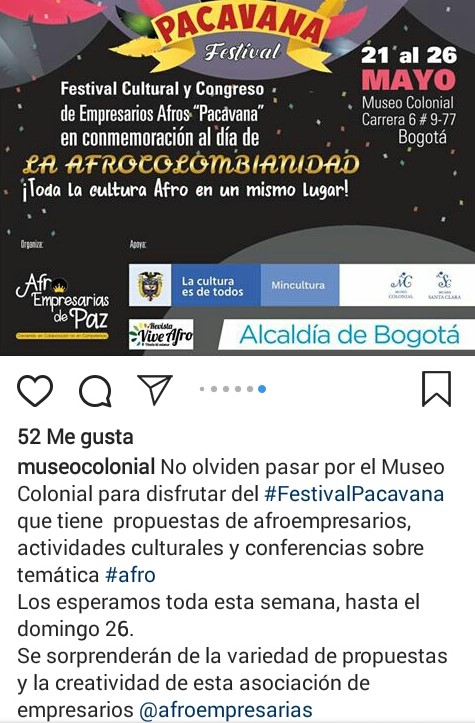 PACAVANA
Festival
21 al 26
MAYO
Museo Colonial
Carrera 6 # 9-77
Bogotá
Festival Cultural y Congreso
de Empresarios Afros "Pacavana"
en conmemoración al día de
LA AFROCOLOMBIANIDAD
¡Toda la cultura Afro en un mismo lugar!
Organiza:
Apoya:
Afro
Empresarias
de Paz
La cultura
es de todos
Mincultura
MUSEO
COLONIAL
MUSEO
SANTA CLARA
Revista
Vive Afro
Alcaldía de Bogotá
52 Me gusta
museocolonial No olviden pasar por el Museo
Colonial para disfrutar del #FestivalPacavana
que tiene propuestas de afroempresarios,
actividades culturales y conferencias sobre
temática #afro
Los esperamos toda esta semana, hasta el
domingo 26.
Se sorprenderán de la variedad de propuestas
y la creatividad de esta asociación de
empresarios @afroempresarias